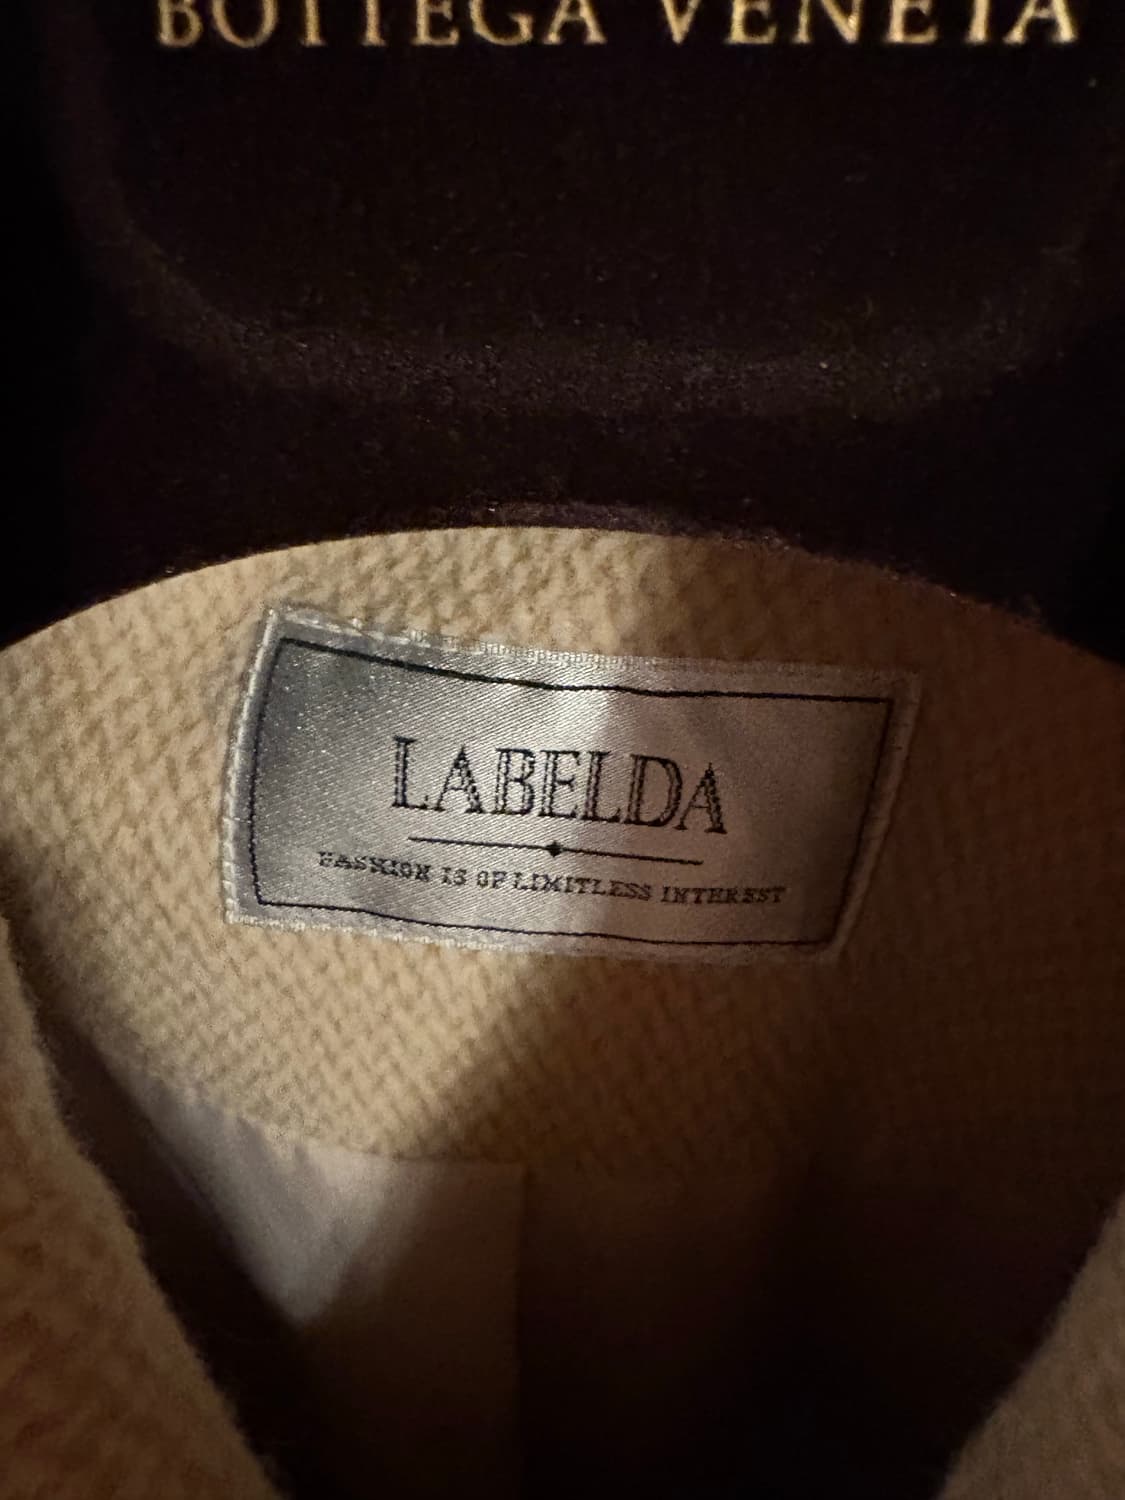 BOTTEGA VENETA
LABELDA
FASHION IS OF LIMITLESS INTEREST